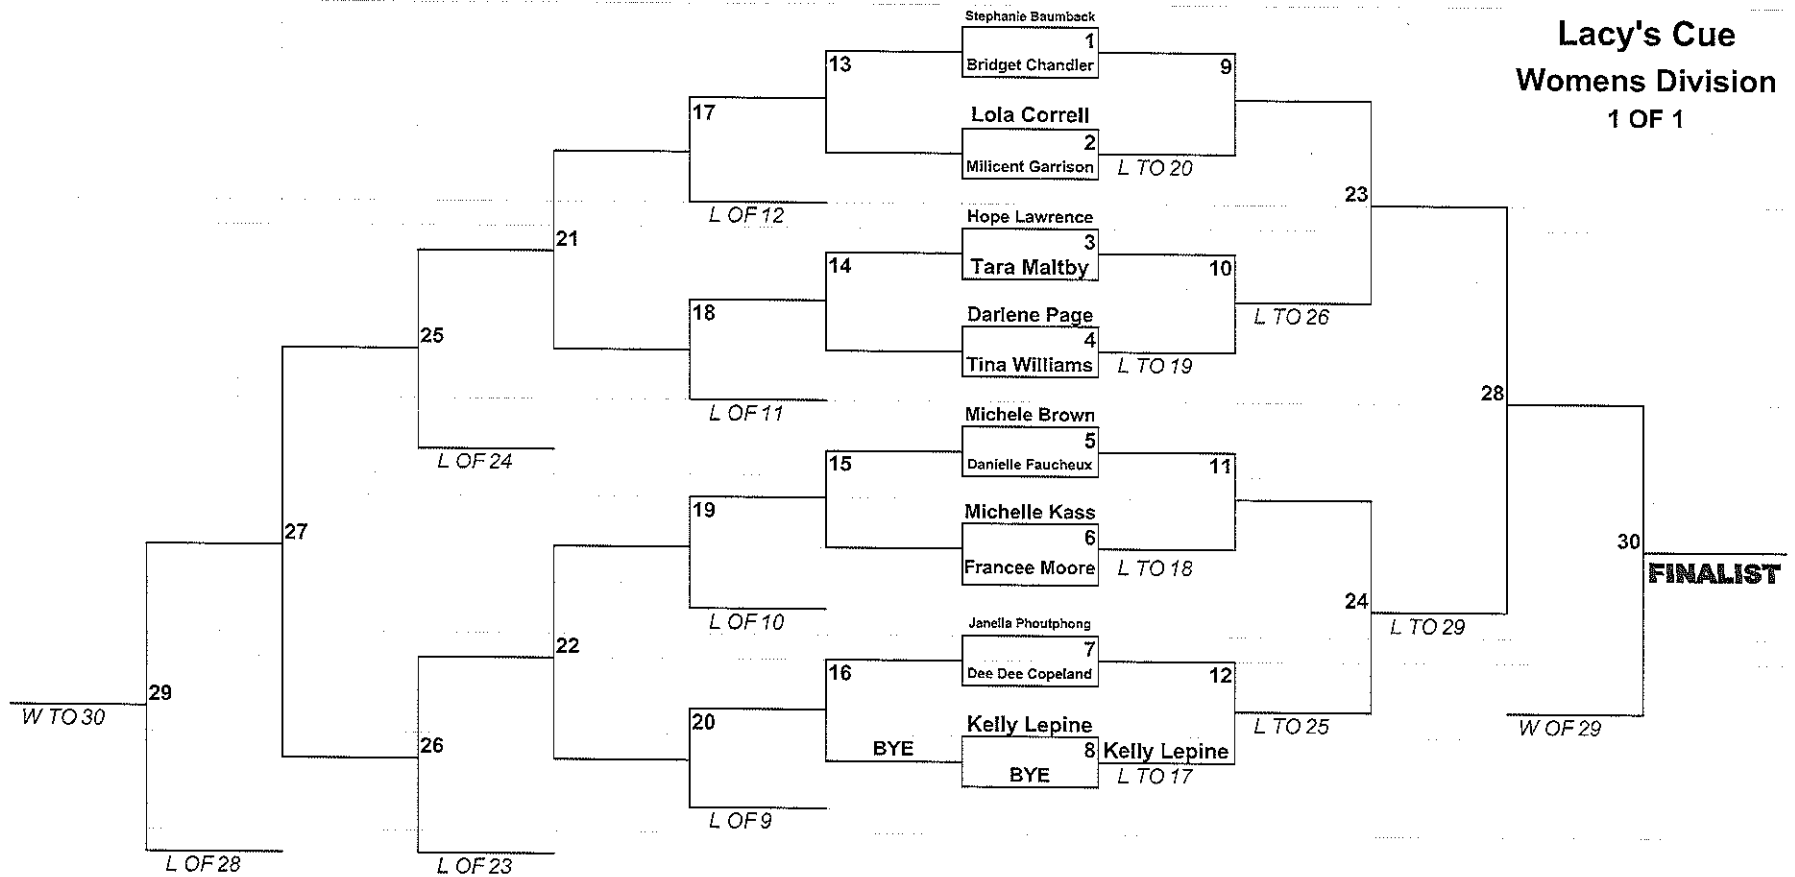 Lacy's Cue
Womens Division
1 OF 1
Stephanie Baumback
1
Bridget Chandler
13
9
17
Lola Correll
2
Milicent Garrison
L TO 20
L OF 12
23
Hope Lawrence
3
Tara Maltby
21
14
10
18
Darlene Page
4
Tina Williams
L TO 19
L TO 26
25
L OF 11
28
Michele Brown
5
Danielle Faucheux
L OF 24
15
11
19
Michelle Kass
6
Francee Moore
L TO 18
27
30
FINALIST
L OF 10
24
L TO 29
Janella Phoutphong
7
Dee Dee Copeland
22
16
12
29
W TO 30
20
Kelly Lepine
8
BYE
BYE
Kelly Lepine
L TO 17
L TO 25
W OF 29
26
L OF 9
L OF 28
L OF 23